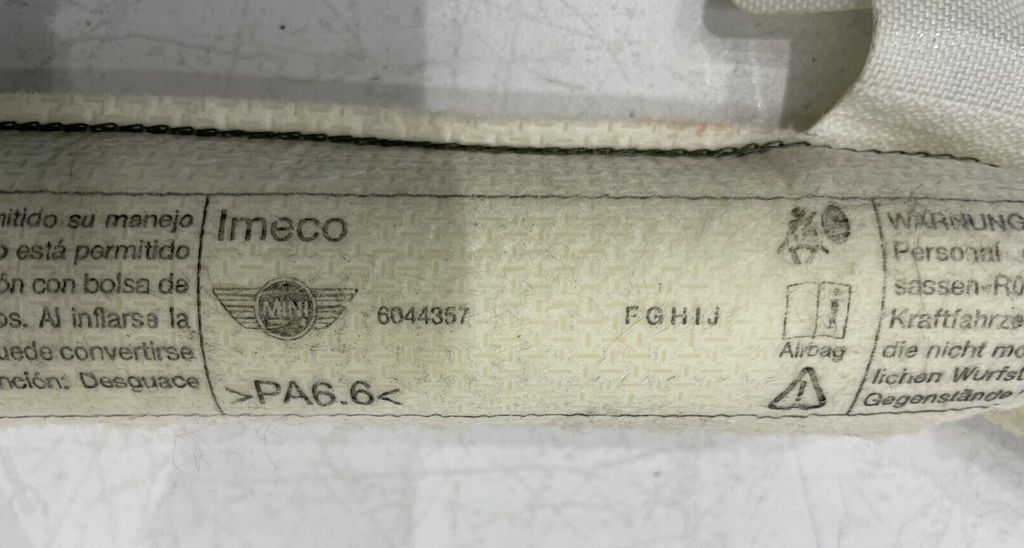 mitido su manejo
está permitido
ón con bolsa de
os. Al inflarse la
uede convertirse
nción: Desguace
Imeco
MINI
6044357
FGHIJ
>PA6.6<
Airbag
WARNUNG
Personal
sassen-Rü
Kraftfahrze
die nicht mo
lichen Wurfst
Gegenstände